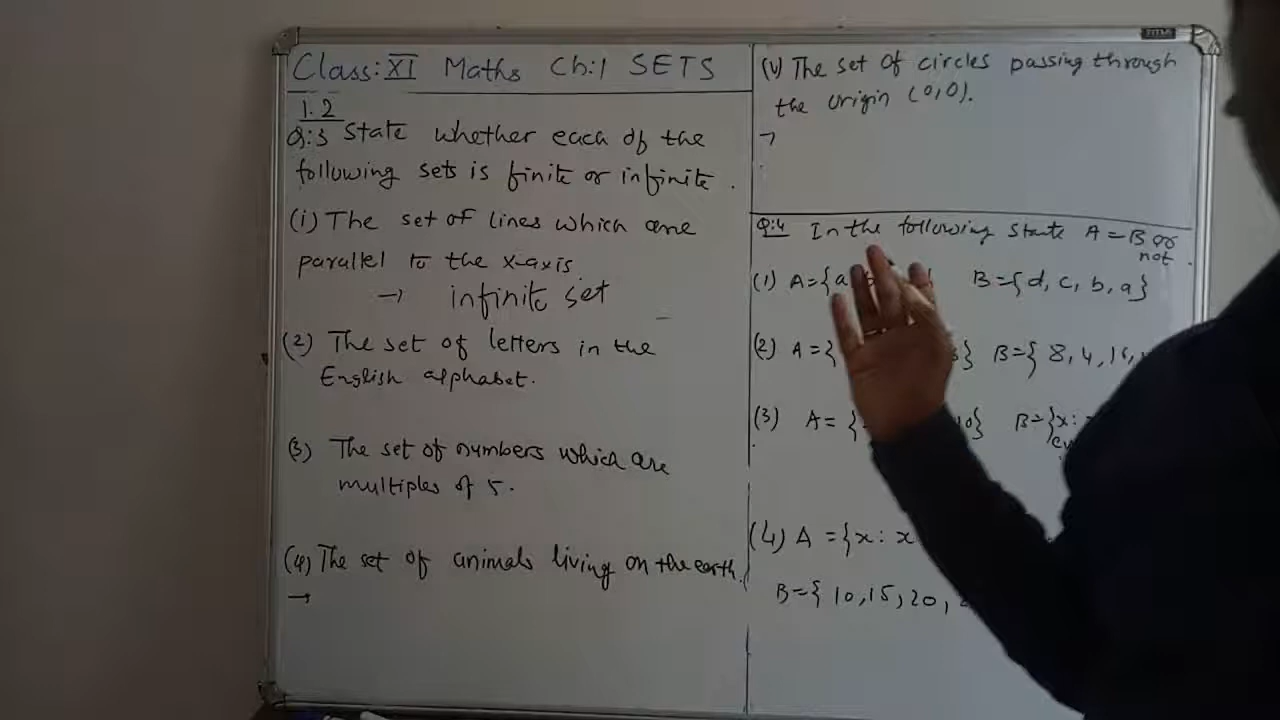 Class: XI Maths Ch:1 SETS
1.2
Q:3 State whether each of the
following sets is finite or infinite.
(i) The set of lines which are
parallel to the x-axis.
→ infinite set
(2) The set of letters in the
English alphabet.
(3) The set of numbers which are
multiples of 5.
(4) The set of animals living on the earth.
→
(V) The set of circles passing through
the origin (0,0).
→
Q:4 In the following state A = B or
not.
(1) A={a B={d, c, b, a}
(2) A={ } B={ 8, 4, 16,
(3) A={ 10} B={x:
(4) A ={x: x
B={ 10, 15, 20,